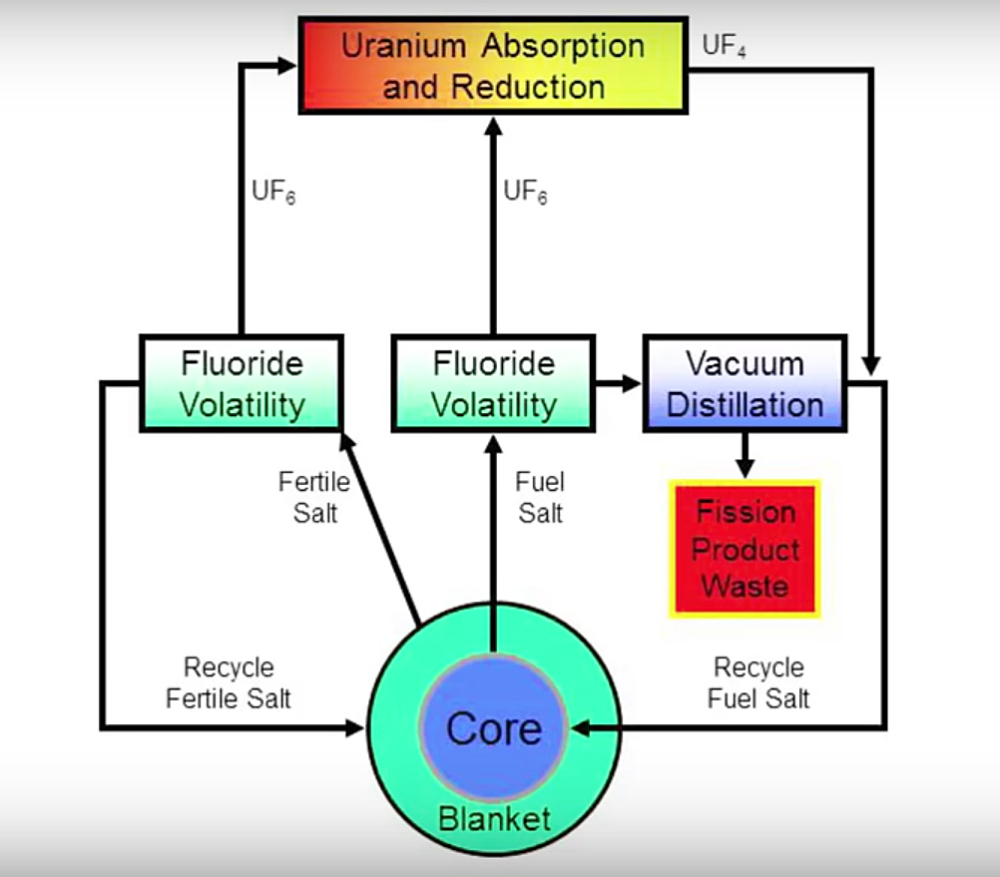 Uranium Absorption
and Reduction
UF₄
UF₆
UF₆
Fluoride
Volatility
Fluoride
Volatility
Vacuum
Distillation
Fertile
Salt
Fuel
Salt
Fission
Product
Waste
Recycle
Fertile Salt
Recycle
Fuel Salt
Core
Blanket